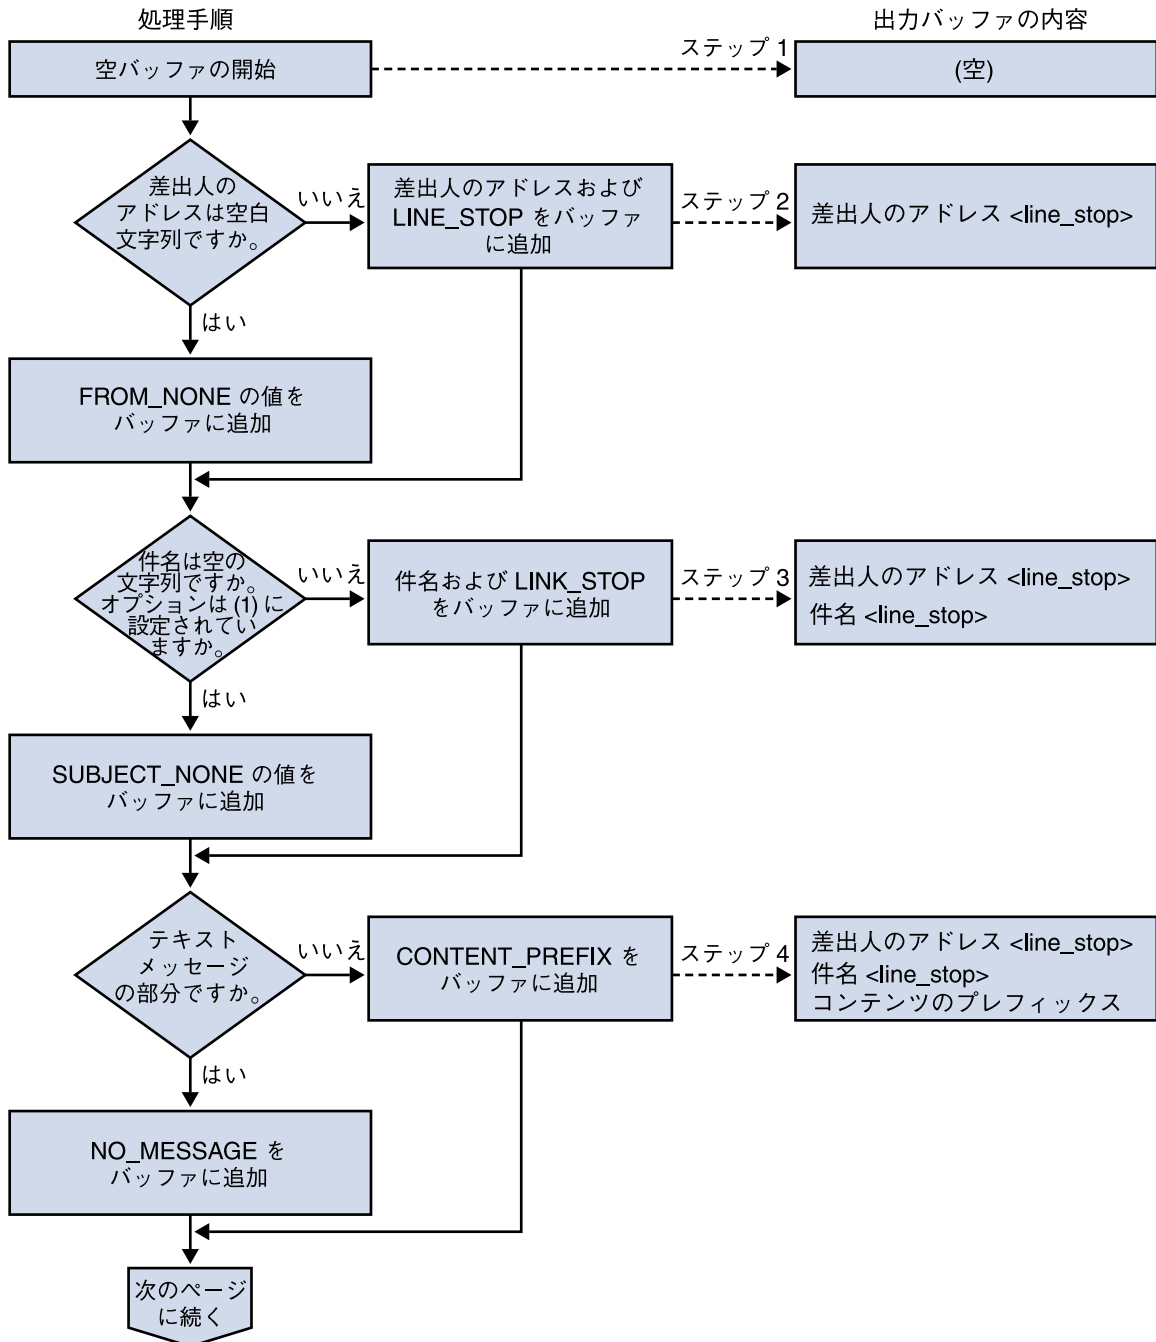 処理手順
出力バッファの内容
空バッファの開始
ステップ 1
(空)
差出人の
アドレスは空白
文字列ですか。
いいえ
差出人のアドレスおよび
LINE_STOP をバッファ
に追加
ステップ 2
差出人のアドレス <line_stop>
はい
FROM_NONE の値を
バッファに追加
件名は空の
文字列ですか。
オプションは (1) に
設定されてい
ますか。
いいえ
件名および LINK_STOP
をバッファに追加
ステップ 3
差出人のアドレス <line_stop>
件名 <line_stop>
はい
SUBJECT_NONE の値を
バッファに追加
テキスト
メッセージ
の部分ですか。
いいえ
CONTENT_PREFIX を
バッファに追加
ステップ 4
差出人のアドレス <line_stop>
件名 <line_stop>
コンテンツのプレフィックス
はい
NO_MESSAGE を
バッファに追加
次のページ
に続く